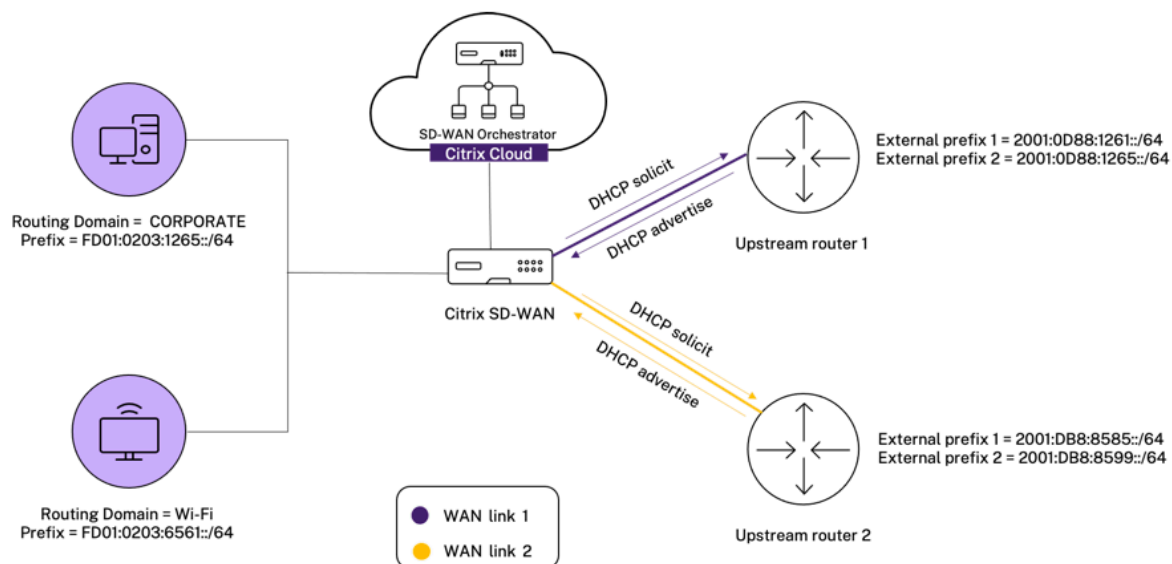 SD-WAN Orchestrator
Citrix Cloud
Routing Domain = CORPORATE
Prefix = FD01:0203:1265::/64
Citrix SD-WAN
DHCP solicit
DHCP advertise
External prefix 1 = 2001:0D88:1261::/64
External prefix 2 = 2001:0D88:1265::/64
Upstream router 1
DHCP solicit
DHCP advertise
External prefix 1 = 2001:DB8:8585::/64
External prefix 2 = 2001:DB8:8599::/64
Upstream router 2
Routing Domain = Wi-Fi
Prefix = FD01:0203:6561::/64
WAN link 1
WAN link 2